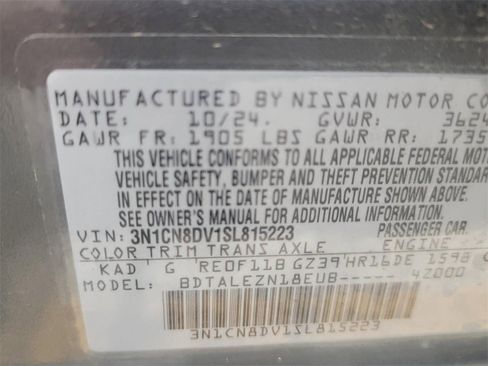 MANUFACTURED BY NISSAN MOTOR CO
DATE: 10/24. GVWR: 3624
GAWR FR: 1905 LBS GAWR RR: 1735
THIS VEHICLE CONFORMS TO ALL APPLICABLE FEDERAL MOTO
VEHICLE SAFETY, BUMPER AND THEFT PREVENTION STANDAR
IN EFFECT ON THE DATE OF MANUFACTURE SHOWN ABOVE.
SEE OWNER'S MANUAL FOR ADDITIONAL INFORMATION.
VIN: 3N1CN8DV1SL815223 PASSENGER CAR.
COLOR TRIM TRANS AXLE ENGINE
KAD G RE0F11B GZ39 HR16DE 1598
MODEL: BDTALEZN18EUB----- 4Z000
3N1CN8DV1SL815223